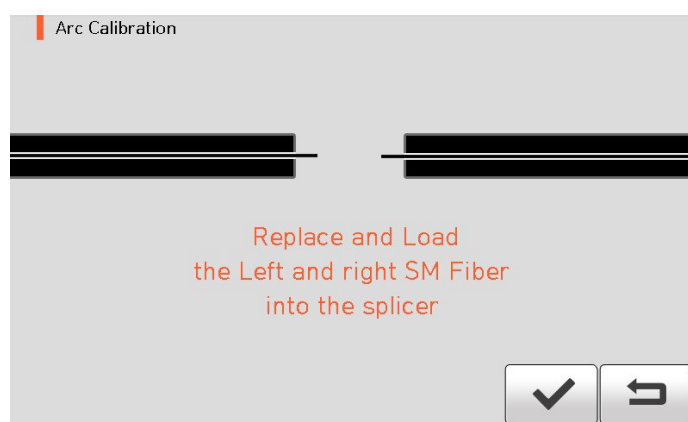 Arc Calibration
Replace and Load
the Left and right SM Fiber
into the splicer